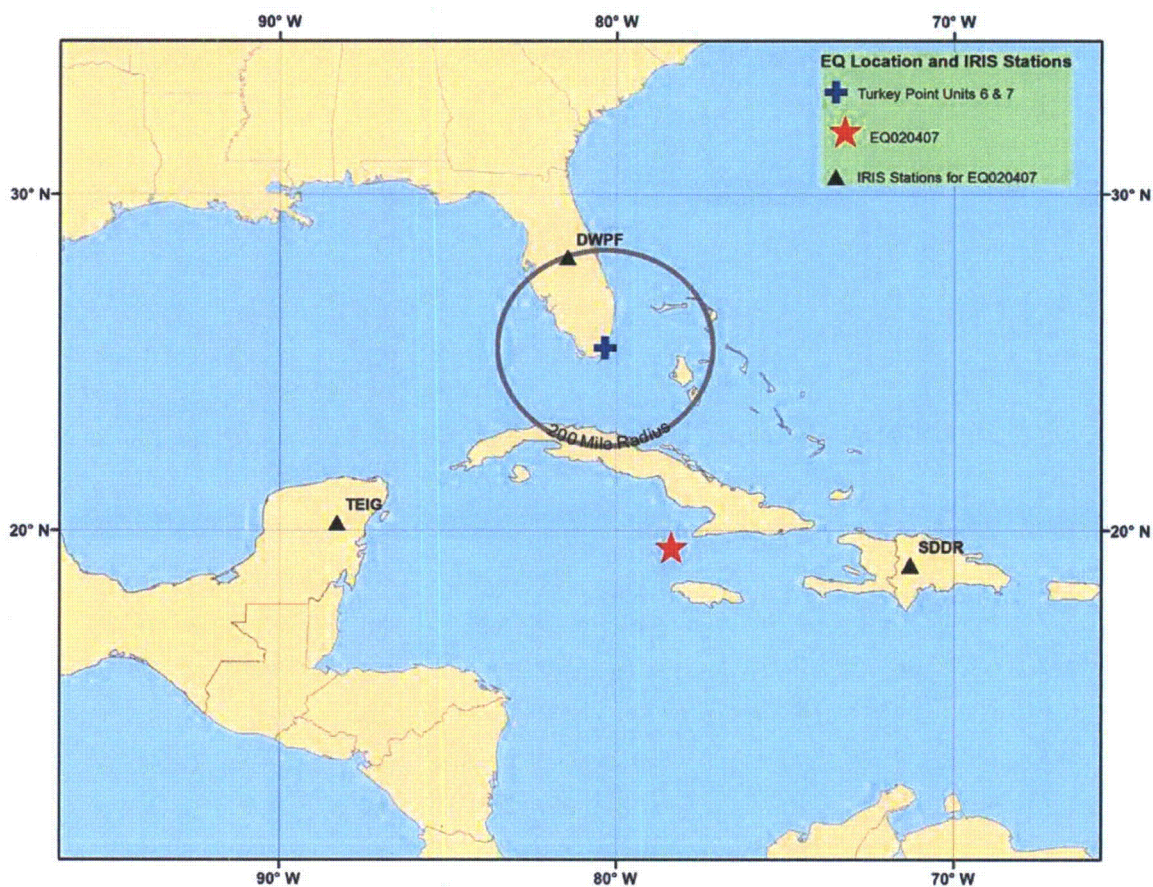 90° W 80° W 70° W
EQ Location and IRIS Stations
Turkey Point Units 6 & 7
EQ020407
IRIS Stations for EQ020407
30° N 30° N
DWPF
200 Mile Radius
TEIG
20° N 20° N
SDDR
90° W 80° W 70° W